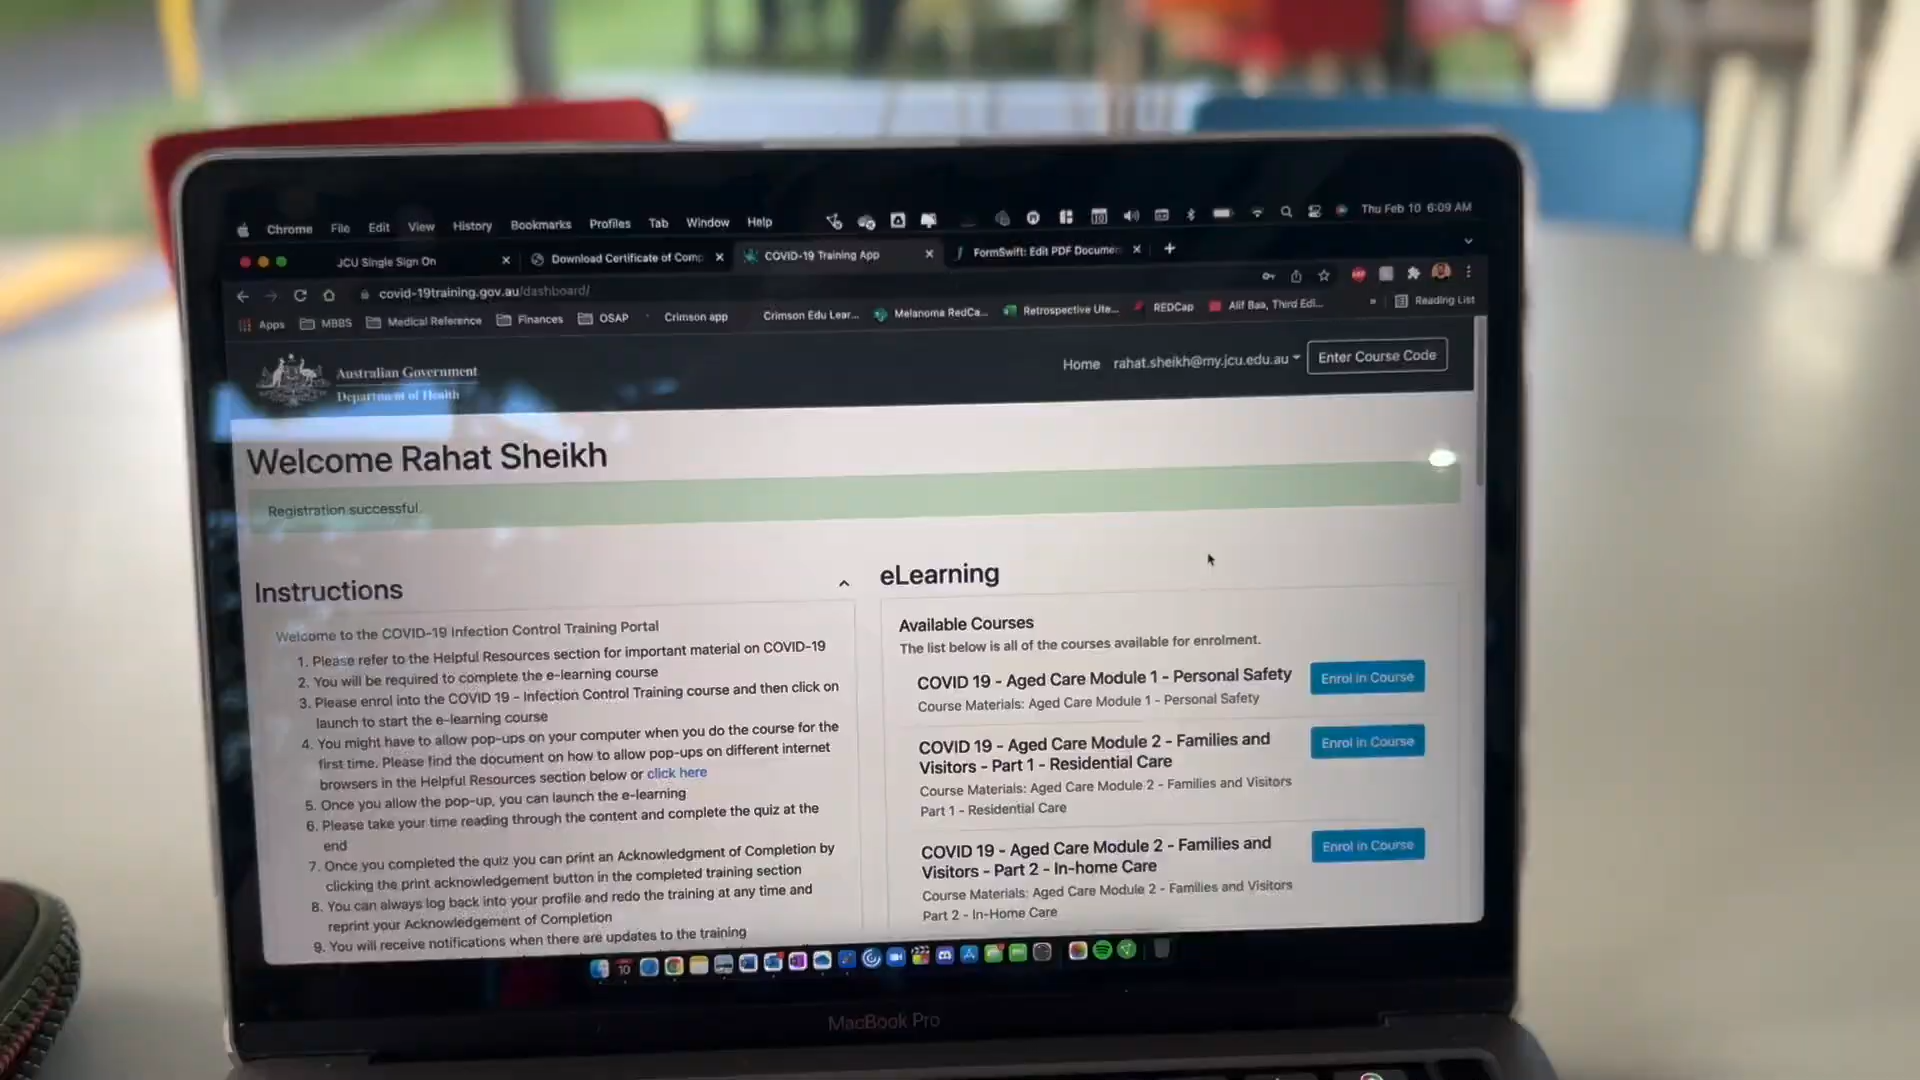 Chrome File Edit View History Bookmarks Profiles Tab Window Help
Thu Feb 10 6:09 AM
JCU Single Sign On
Download Certificate of Comp
COVID-19 Training App
FormSwift: Edit PDF Documen
covid-19training.gov.au/dashboard/
Apps MBBS Medical Reference Finances OSAP Crimson app Crimson Edu Lear... Melanoma RedCa... Retrospective Ute... REDCap Alif Baa, Third Edi... » Reading List
Australian Government
Department of Health
Home rahat.sheikh@my.jcu.edu.au Enter Course Code
Welcome Rahat Sheikh
Registration successful
Instructions
Welcome to the COVID-19 Infection Control Training Portal
1. Please refer to the Helpful Resources section for important material on COVID-19
2. You will be required to complete the e-learning course
3. Please enrol into the COVID 19 - Infection Control Training course and then click on
launch to start the e-learning course
4. You might have to allow pop-ups on your computer when you do the course for the
first time. Please find the document on how to allow pop-ups on different internet
browsers in the Helpful Resources section below or click here
5. Once you allow the pop-up, you can launch the e-learning
6. Please take your time reading through the content and complete the quiz at the
end
7. Once you completed the quiz you can print an Acknowledgment of Completion by
clicking the print acknowledgement button in the completed training section
8. You can always log back into your profile and redo the training at any time and
reprint your Acknowledgement of Completion
9. You will receive notifications when there are updates to the training
eLearning
Available Courses
The list below is all of the courses available for enrolment.
COVID 19 - Aged Care Module 1 - Personal Safety
Enrol in Course
Course Materials: Aged Care Module 1 - Personal Safety
COVID 19 - Aged Care Module 2 - Families and
Visitors - Part 1 - Residential Care
Enrol in Course
Course Materials: Aged Care Module 2 - Families and Visitors
Part 1 - Residential Care
COVID 19 - Aged Care Module 2 - Families and
Visitors - Part 2 - In-home Care
Enrol in Course
Course Materials: Aged Care Module 2 - Families and Visitors
Part 2 - In-Home Care
10
MacBook Pro